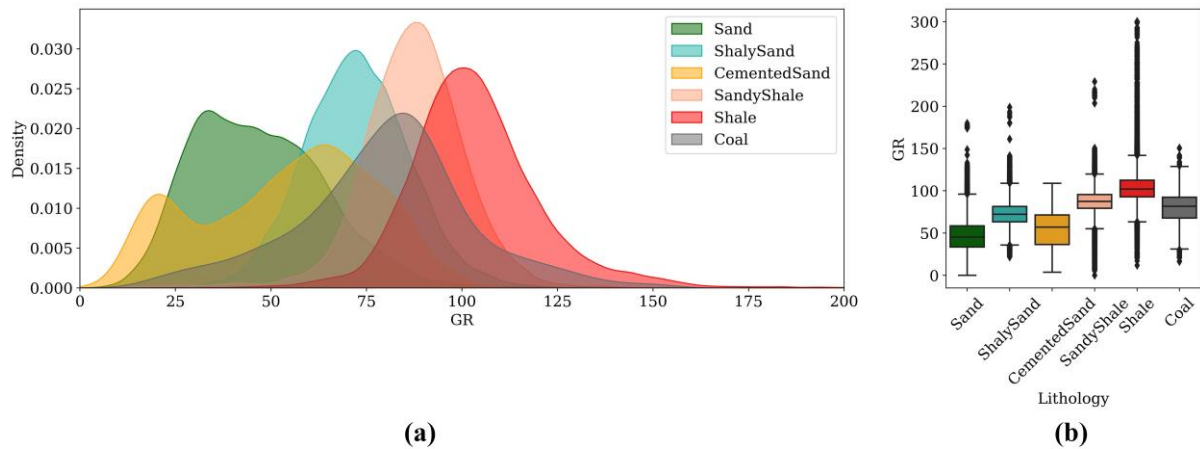 0.030
0.025
0.020
0.015
0.010
0.005
0.000
Density
0
25
50
75
100
125
150
175
200
GR
Sand
ShalySand
CementedSand
SandyShale
Shale
Coal
(a)
300
250
200
150
100
50
0
GR
Sand
ShalySand
CementedSand
SandyShale
Shale
Coal
Lithology
(b)